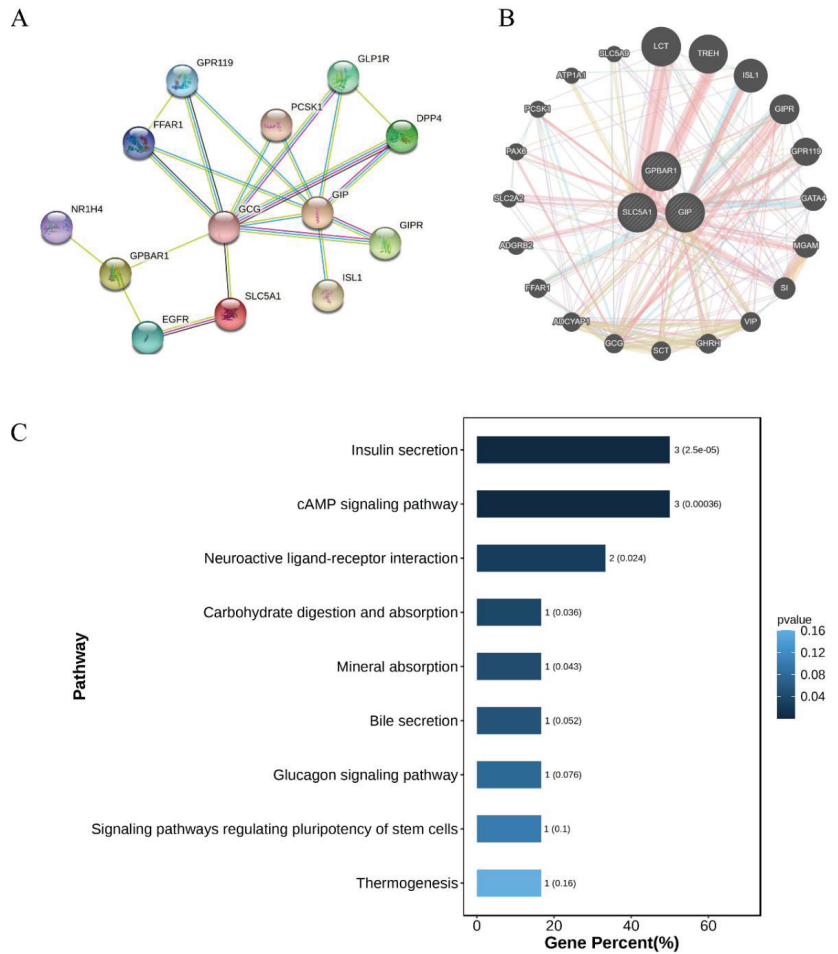 A
GPR119
GLP1R
PCSK1
DPP4
FFAR1
GIP
NR1H4
GCG
GIPR
GPBAR1
ISL1
SLC5A1
EGFR
B
SLC5A9
LCT
TREH
ATP1A1
ISL1
PCSK1
GIPR
PAX6
GPBAR1
GPR119
SLC2A2
SLC5A1
GIP
GATA4
ADGRB2
MGAM
FFAR1
SI
ADCYAP1
VIP
GCG
SCT
GHRH
C
Pathway
Insulin secretion 3 (2.5e-05)
cAMP signaling pathway 3 (0.00036)
Neuroactive ligand-receptor interaction 2 (0.024)
Carbohydrate digestion and absorption 1 (0.036)
Mineral absorption 1 (0.043)
Bile secretion 1 (0.052)
Glucagon signaling pathway 1 (0.076)
Signaling pathways regulating pluripotency of stem cells 1 (0.1)
Thermogenesis 1 (0.16)
0 20 40 60
Gene Percent(%)
pvalue
0.16
0.12
0.08
0.04